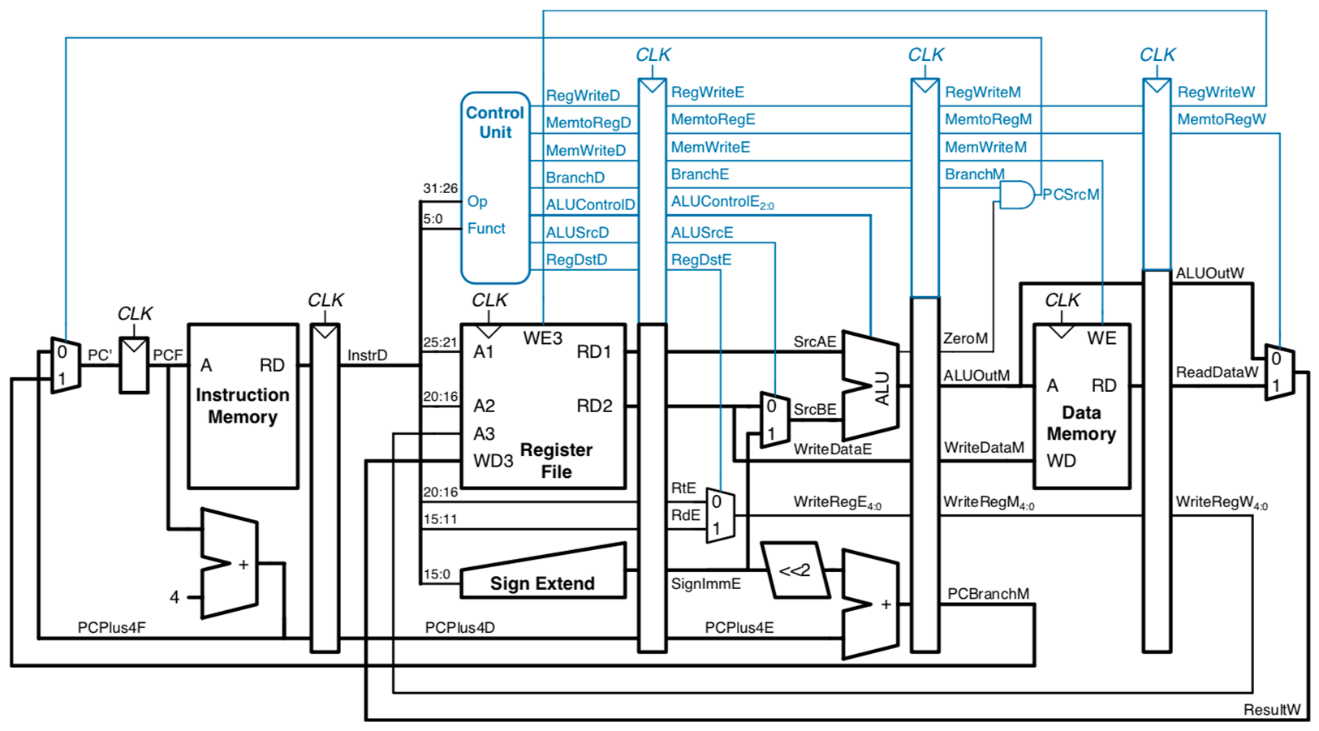 CLK
CLK
CLK
Control
Unit
Op
Funct
31:26
5:0
RegWriteD
MemtoRegD
MemWriteD
BranchD
ALUControlD
ALUSrcD
RegDstD
RegWriteE
MemtoRegE
MemWriteE
BranchE
ALUControlE2:0
ALUSrcE
RegDstE
RegWriteM
MemtoRegM
MemWriteM
BranchM
PCSrcM
RegWriteW
MemtoRegW
CLK
CLK
CLK
CLK
0
1
PC'
PCF
A
RD
Instruction
Memory
InstrD
25:21
20:16
20:16
15:11
15:0
A1
A2
A3
WD3
WE3
RD1
RD2
Register
File
Sign Extend
SrcAE
0
1
SrcBE
ALU
WriteDataE
RtE
RdE
0
1
WriteRegE4:0
SignImmE
<<2
+
ZeroM
ALUOutM
WriteDataM
WriteRegM4:0
PCBranchM
A
RD
WE
Data
Memory
WD
ALUOutW
ReadDataW
0
1
WriteRegW4:0
4
+
PCPlus4F
PCPlus4D
PCPlus4E
ResultW